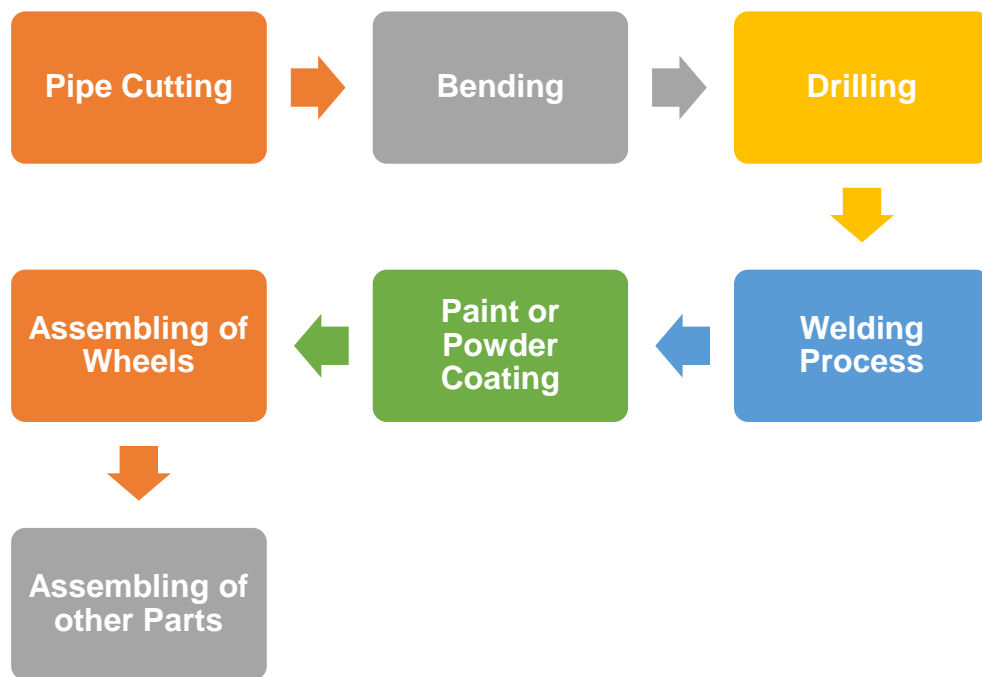 Pipe Cutting
Bending
Drilling
Welding
Process
Paint or
Powder
Coating
Assembling of
Wheels
Assembling of
other Parts